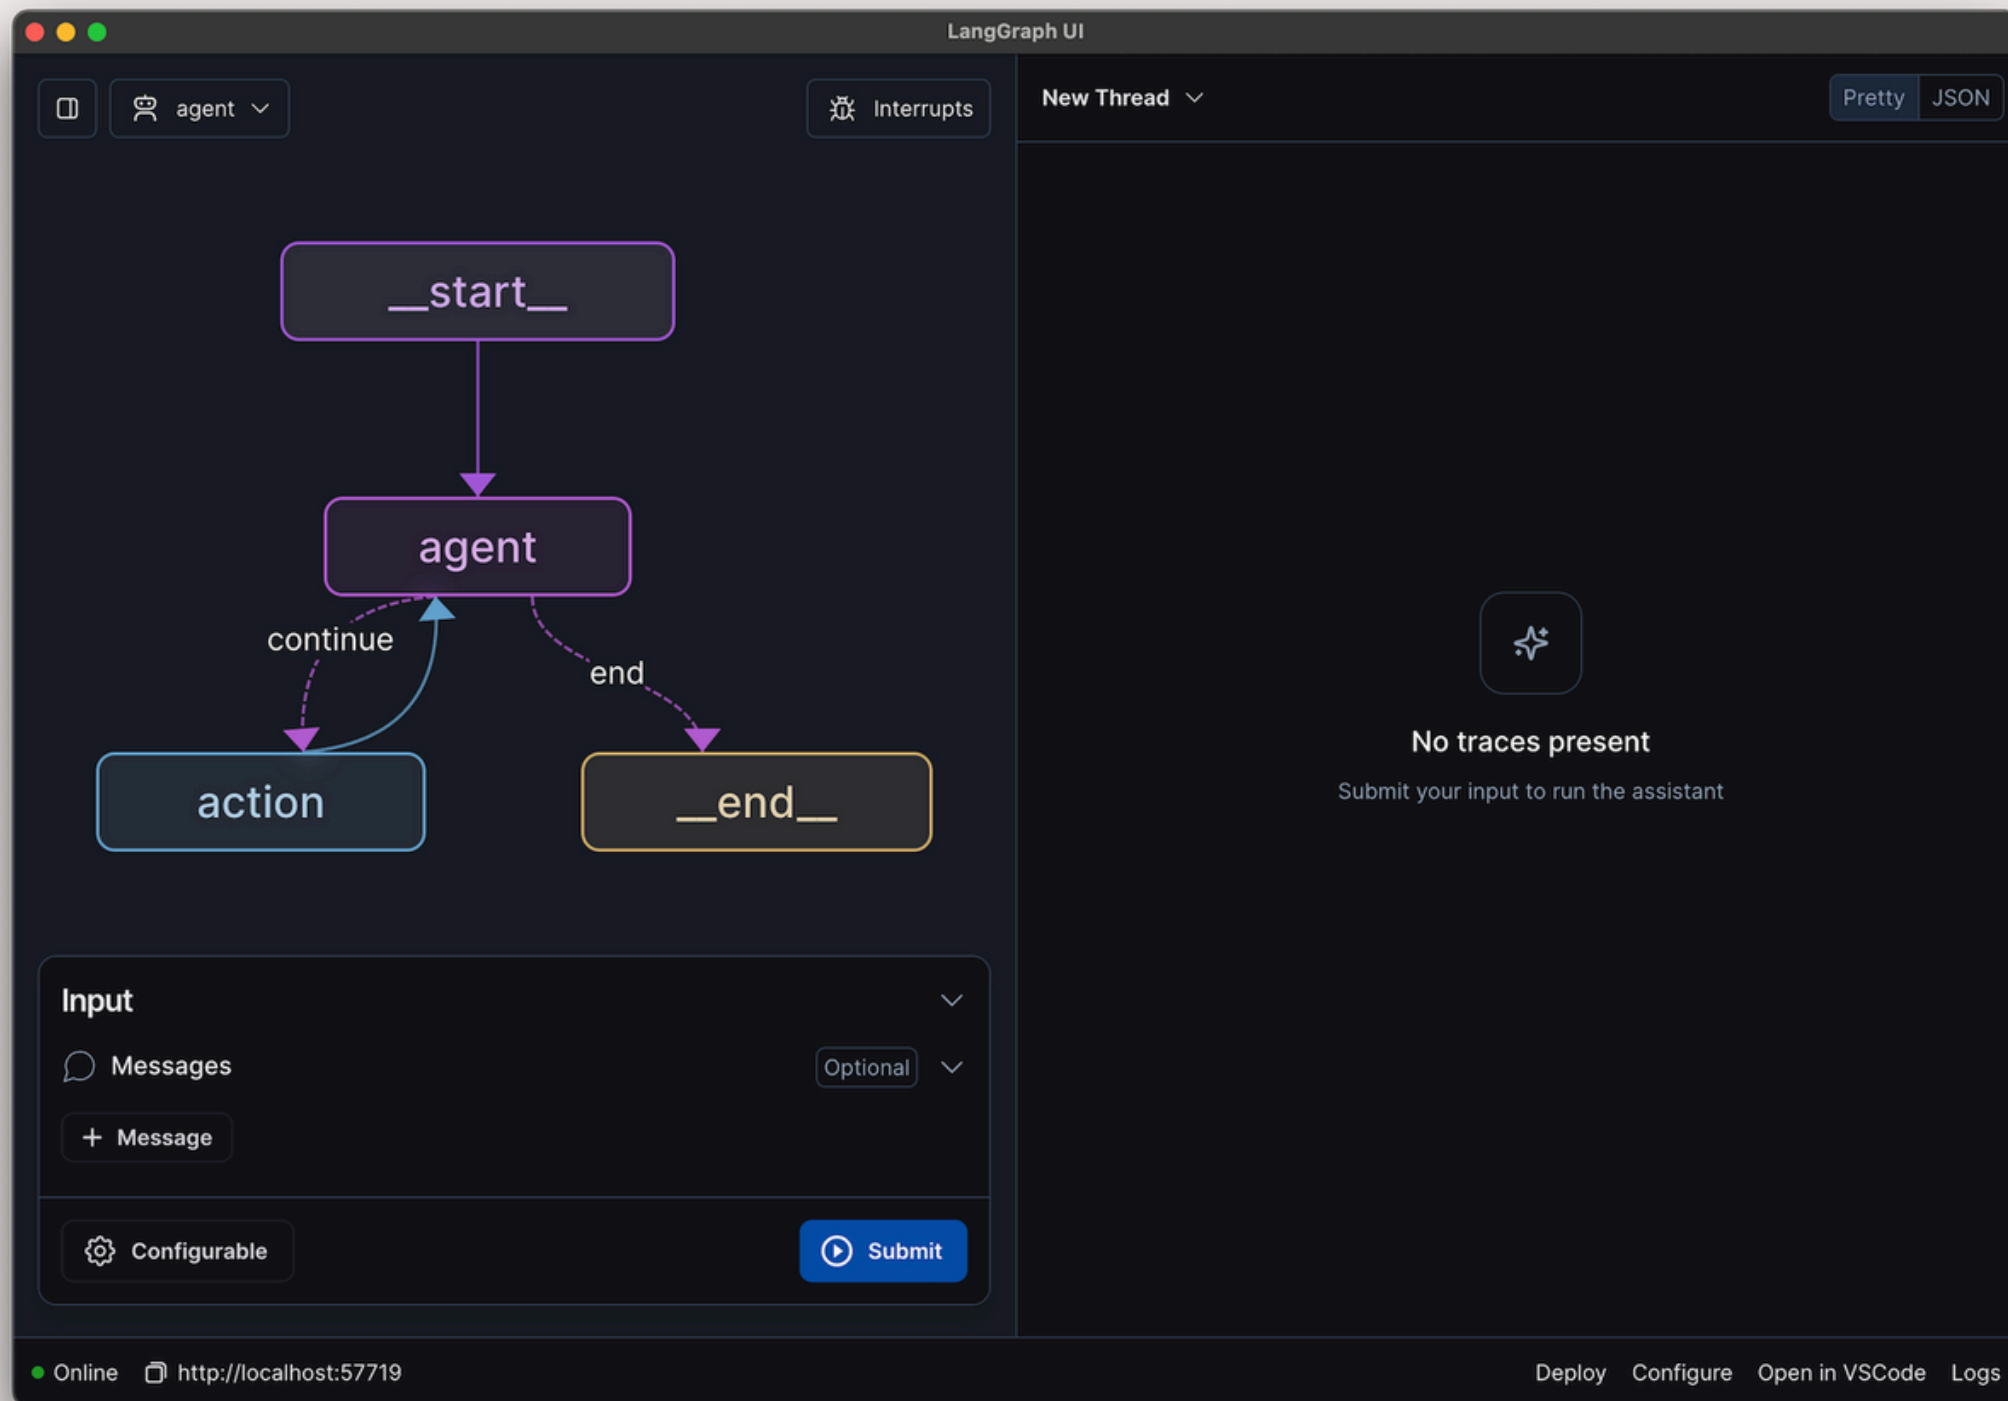 LangGraph UI
agent
Interrupts
New Thread
Pretty
JSON
__start__
agent
continue
end
action
__end__
No traces present
Submit your input to run the assistant
Input
Messages
Optional
+ Message
Configurable
Submit
Online
http://localhost:57719
Deploy
Configure
Open in VSCode
Logs